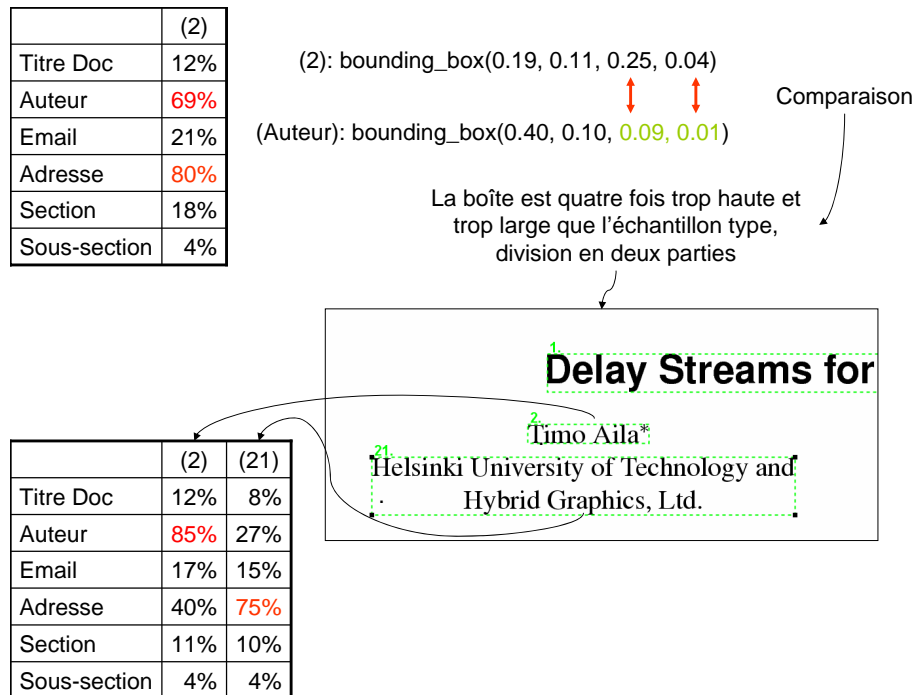 (2)
Titre Doc 12%
Auteur 69%
Email 21%
Adresse 80%
Section 18%
Sous-section 4%
(2): bounding_box(0.19, 0.11, 0.25, 0.04)
(Auteur): bounding_box(0.40, 0.10, 0.09, 0.01)
Comparaison
La boîte est quatre fois trop haute et
trop large que l’échantillon type,
division en deux parties
1.
Delay Streams for
2.
Timo Aila*
21.
Helsinki University of Technology and
Hybrid Graphics, Ltd.
(2) (21)
Titre Doc 12% 8%
Auteur 85% 27%
Email 17% 15%
Adresse 40% 75%
Section 11% 10%
Sous-section 4% 4%